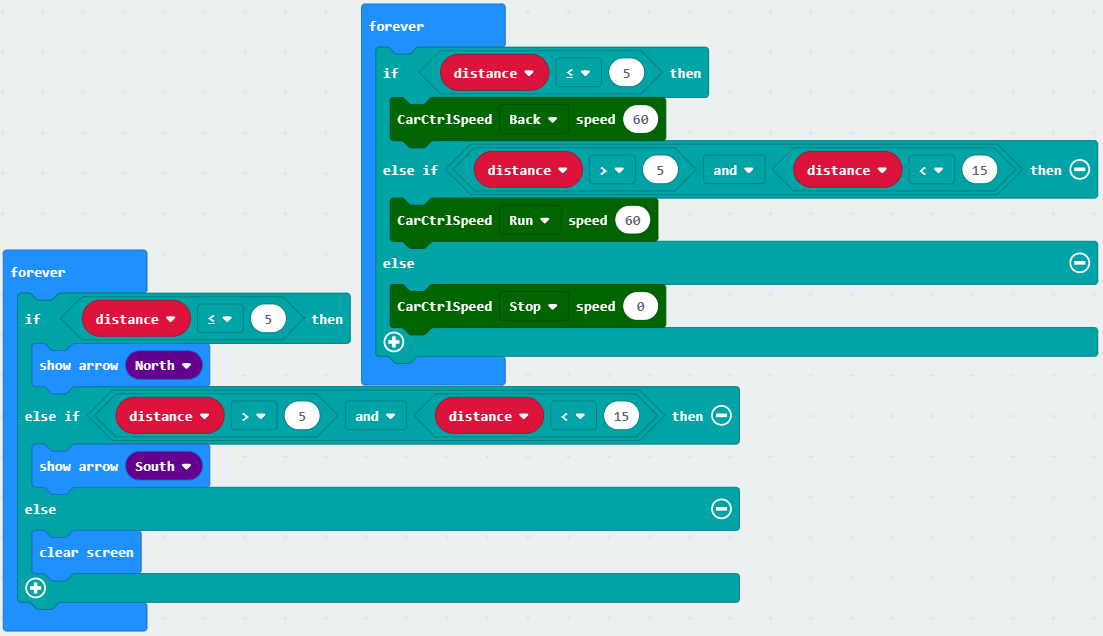 forever
if distance ≤ 5 then
CarCtrlSpeed Back speed 60
else if distance > 5 and distance < 15 then
CarCtrlSpeed Run speed 60
else
CarCtrlSpeed Stop speed 0
forever
if distance ≤ 5 then
show arrow North
else if distance > 5 and distance < 15 then
show arrow South
else
clear screen